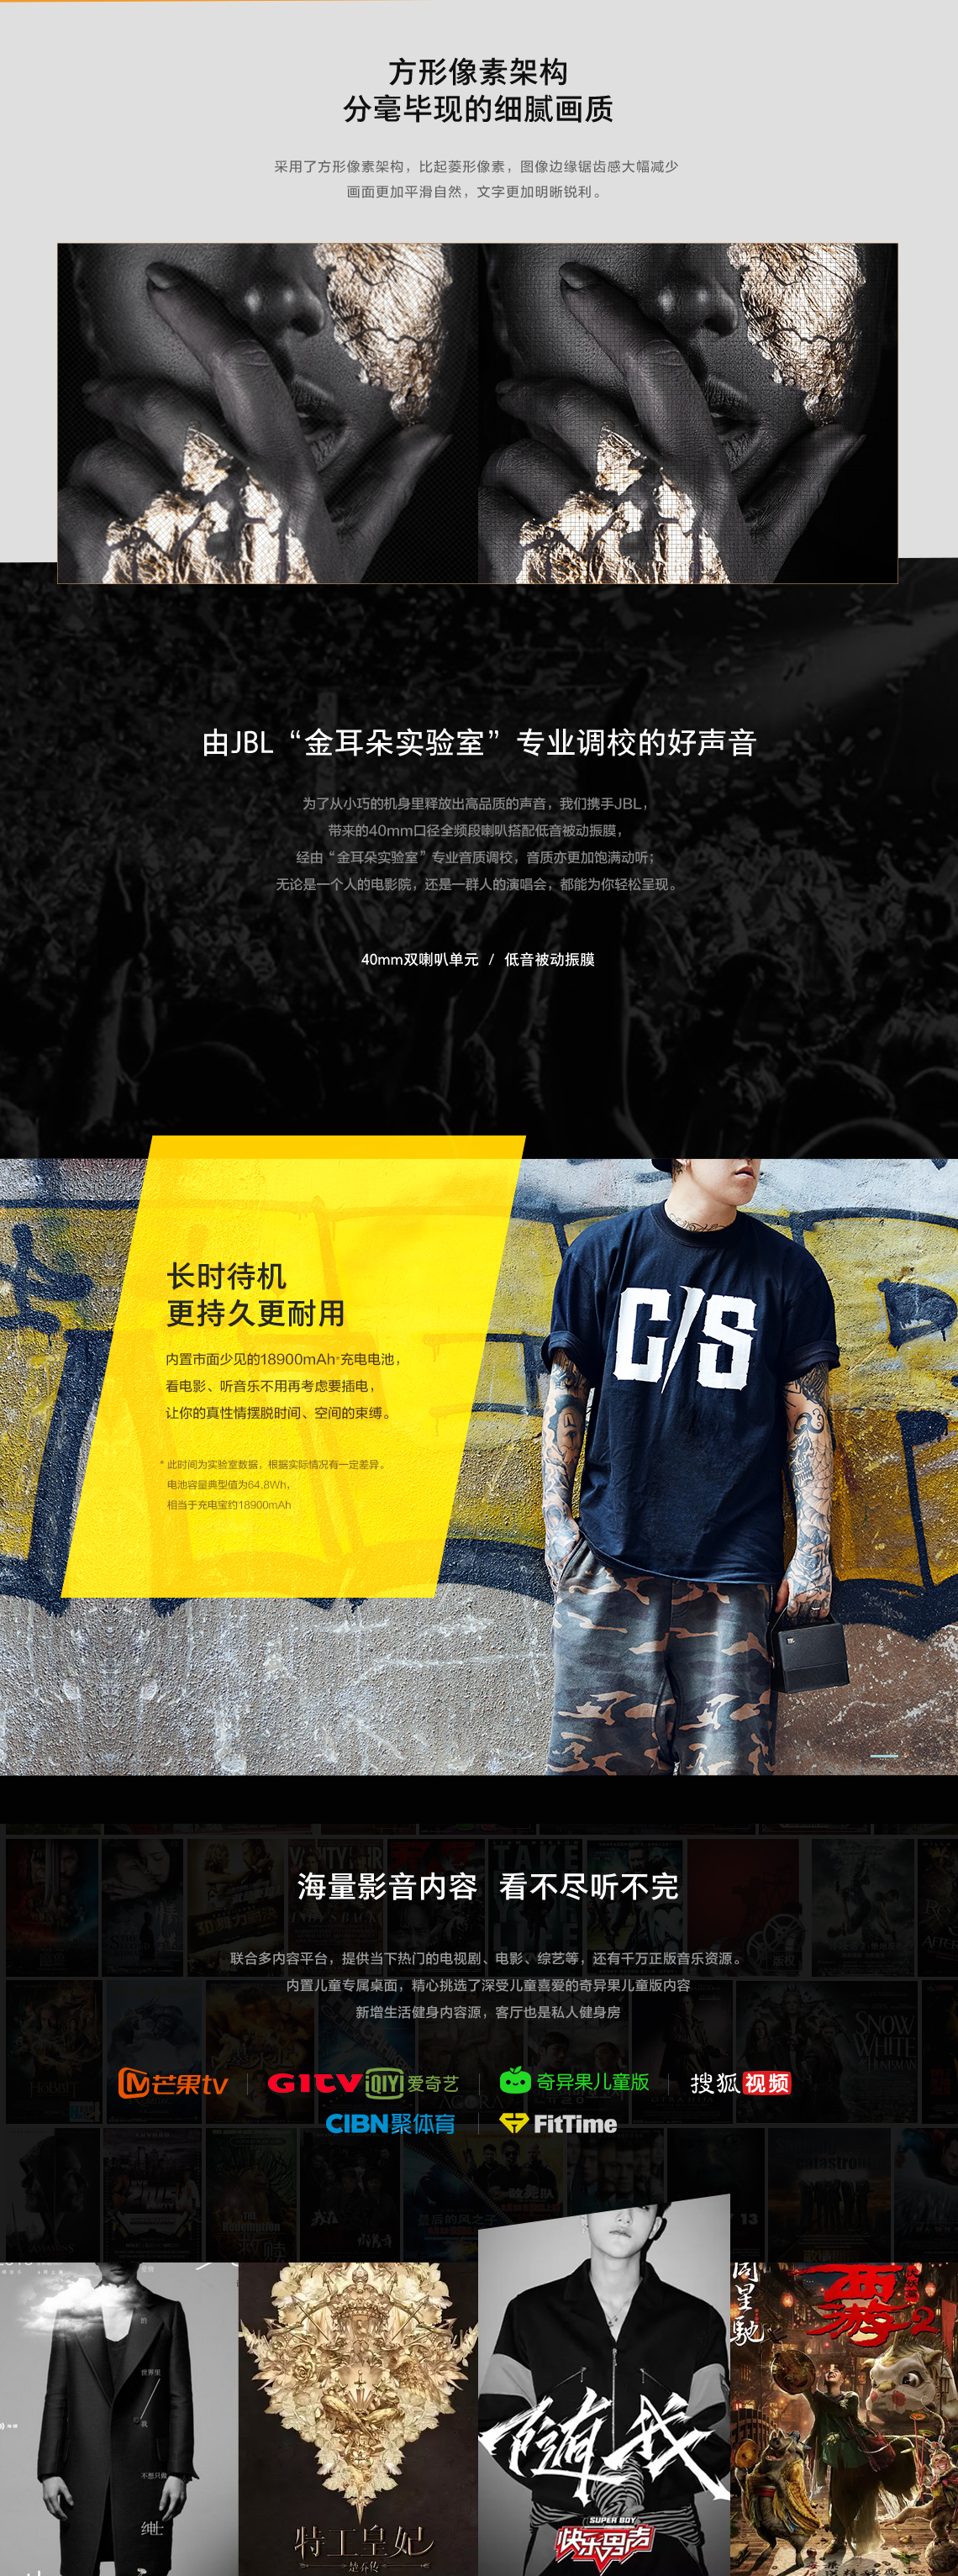 方形像素架构
分毫毕现的细腻画质
采用了方形像素架构，比起菱形像素，图像边缘锯齿感大幅减少
画面更加平滑自然，文字更加明晰锐利。
由JBL“金耳朵实验室”专业调校的好声音
为了从小巧的机身里释放出高品质的声音，我们携手JBL，
带来的40mm口径全频段喇叭搭配低音被动振膜，
经由“金耳朵实验室”专业音质调校，音质亦更加饱满动听；
无论是一个人的电影院，还是一群人的演唱会，都能为你轻松呈现。
40mm双喇叭单元 / 低音被动振膜
长时待机
更持久更耐用
内置市面少见的18900mAh*充电电池，
看电影、听音乐不用再考虑要插电，
让你的真性情摆脱时间、空间的束缚。
* 此时间为实验室数据，根据实际情况有一定差异。
电池容量典型值为64.8Wh，
相当于充电宝约18900mAh
C/S
海量影音内容 看不尽听不完
联合多内容平台，提供当下热门的电视剧、电影、综艺等，还有千万正版音乐资源。
内置儿童专属桌面，精心挑选了深受儿童喜爱的奇异果儿童版内容
新增生活健身内容源，客厅也是私人健身房
芒果tv
GITV iQIYI 爱奇艺
奇异果儿童版
搜狐视频
CIBN聚体育
FitTime
SNOW
WHITE
HOBBIT
TAKE
AGORA
的
世界里
我
不想只做
绅士
特工皇妃
楚乔传
随我
SUPER BOY
快乐男声
周星驰
西游
2